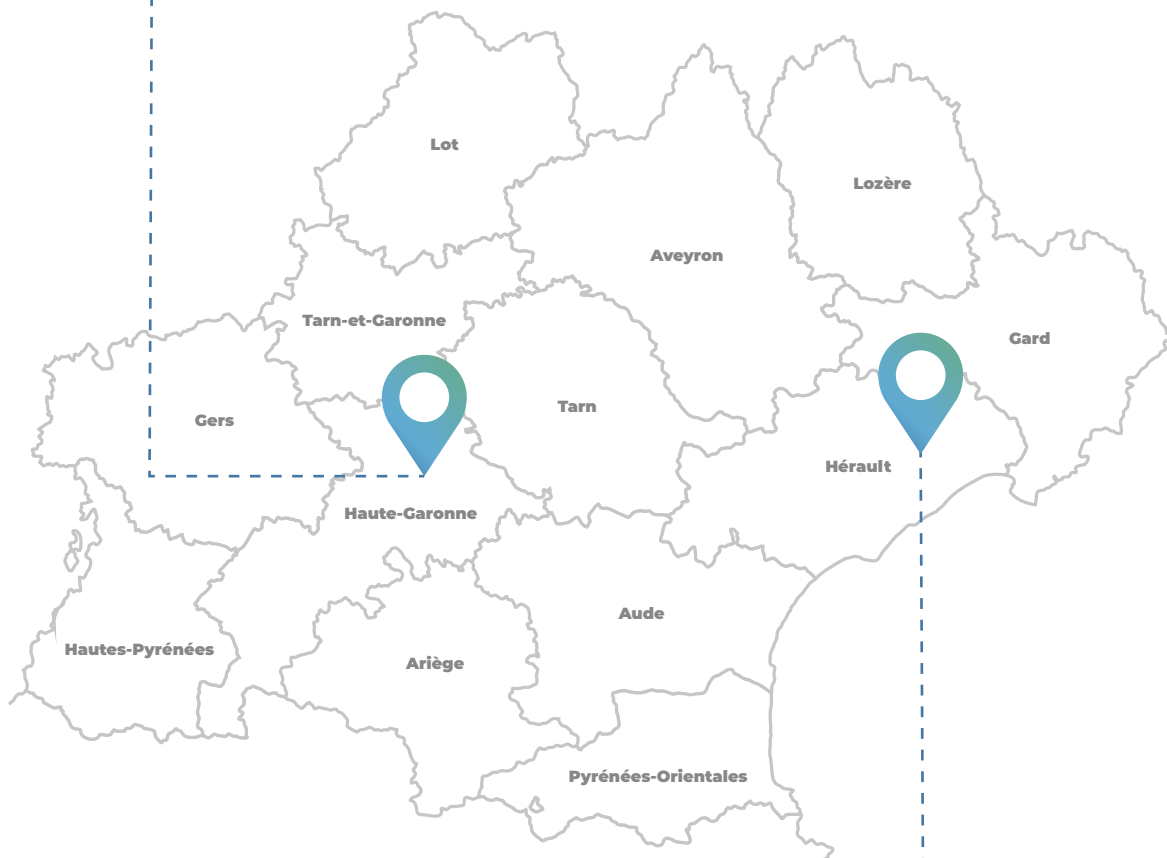 Lot
Lozère
Aveyron
Tarn-et-Garonne
Gard
Tarn
Gers
Hérault
Haute-Garonne
Aude
Hautes-Pyrénées
Ariège
Pyrénées-Orientales